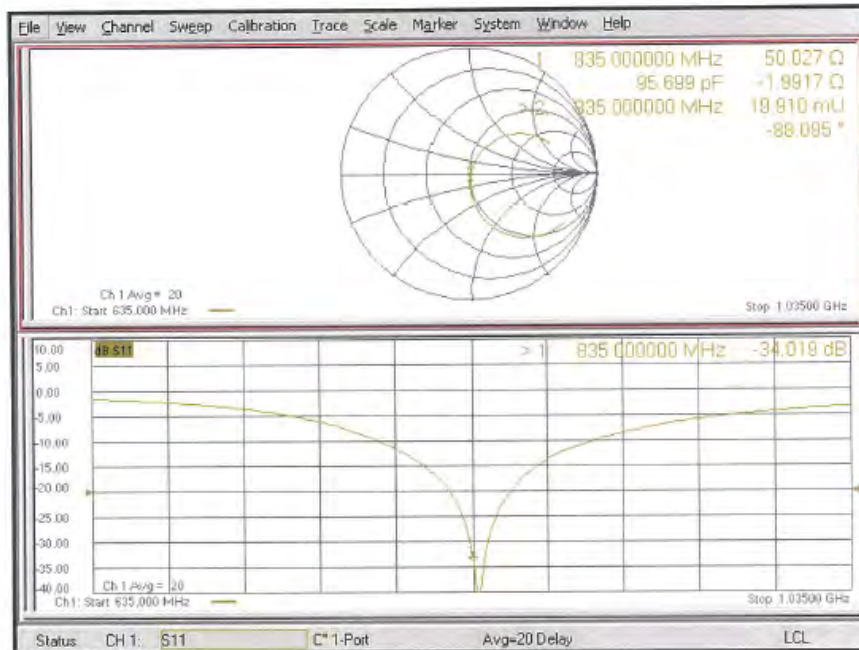 File View Channel Sweep Calibration Trace Scale Marker System Window Help
1 835.000000 MHz 50.027 Ω
95.699 pF -1.9917 Ω
> 2 835.000000 MHz 19.910 mU
-88.095 °
Ch 1 Avg = 20
Ch1: Start 635.000 MHz
Stop 1.03500 GHz
10.00
dB S11
> 1 835.000000 MHz -34.019 dB
5.00
0.00
-5.00
-10.00
-15.00
-20.00
-25.00
-30.00
-35.00
-40.00
Ch 1 Avg = 20
Ch1: Start 635.000 MHz
Stop 1.03500 GHz
Status CH 1: S11 C* 1-Port Avg=20 Delay LCL